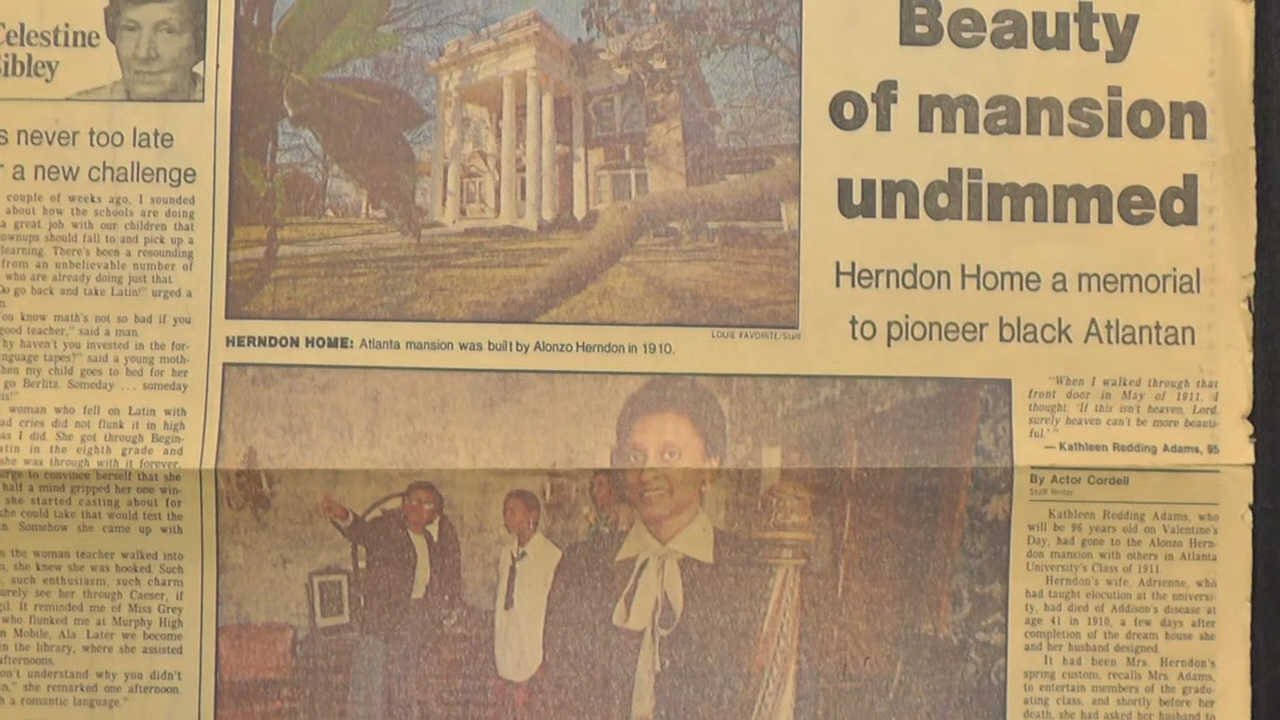 Celestine
Sibley
s never too late
r a new challenge
couple of weeks ago, I sounded
about how the schools are doing
a great job with our children that
ownups should fall to and pick up a
learning. There's been a resounding
from an unbelievable number of
who are already doing just that.
Do go back and take Latin!" urged a
n.
You know math's not so bad if you
good teacher," said a man.
hy haven't you invested in the for-
nguage tapes?" said a young moth-
hen my child goes to bed for her
go Berlitz. Someday ... someday
woman who fell on Latin with
ad cries did not flunk it in high
as I did. She got through Begin-
atin in the eighth grade and
she was through with it forever.
urge to convince herself that she
half a mind gripped her one win-
she started casting about for
she could take that would test the
n. Somehow she came up with
n the woman teacher walked into
n, she knew she was hooked. Such
, such enthusiasm, such charm
urely see her through Caeser, if
gil. It reminded me of Miss Grey
who flunked me at Murphy High
n Mobile, Ala. Later we become
in the library, where she assisted
afternoons.
on't understand why you didn't
n," she remarked one afternoon.
h a romantic language."
LOUIE FAVORITE/Staff
HERNDON HOME: Atlanta mansion was built by Alonzo Herndon in 1910.
Beauty
of mansion
undimmed
Herndon Home a memorial
to pioneer black Atlantan
"When I walked through that
front door in May of 1911, I
thought: 'If this isn't heaven, Lord,
surely heaven can't be more beauti-
ful.'"
— Kathleen Redding Adams, 95
By Actor Cordell
Staff Writer
Kathleen Redding Adams, who
will be 96 years old on Valentine's
Day, had gone to the Alonzo Hern-
don mansion with others in Atlanta
University's Class of 1911.
Herndon's wife, Adrienne, who
had taught elocution at the universi-
ty, had died of Addison's disease at
age 41 in 1910, a few days after
completion of the dream house she
and her husband designed.
It had been Mrs. Herndon's
spring custom, recalls Mrs. Adams,
to entertain members of the gradu-
ating class, and shortly before her
death, she had asked her husband to